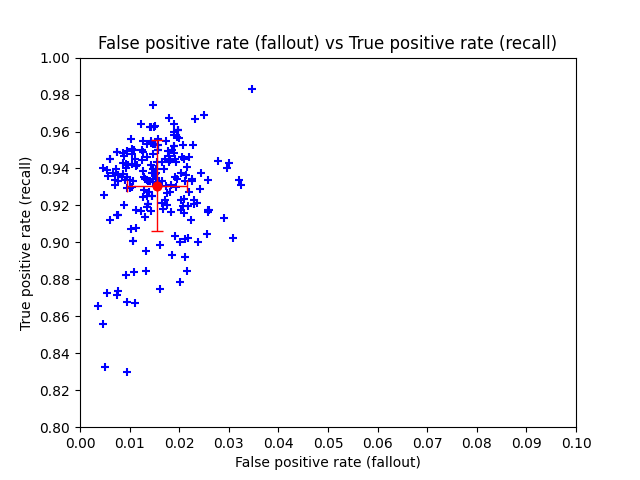 False positive rate (fallout) vs True positive rate (recall)
1.00
0.98
0.96
0.94
0.92
0.90
0.88
0.86
0.84
0.82
0.80
True positive rate (recall)
0.00 0.01 0.02 0.03 0.04 0.05 0.06 0.07 0.08 0.09 0.10
False positive rate (fallout)